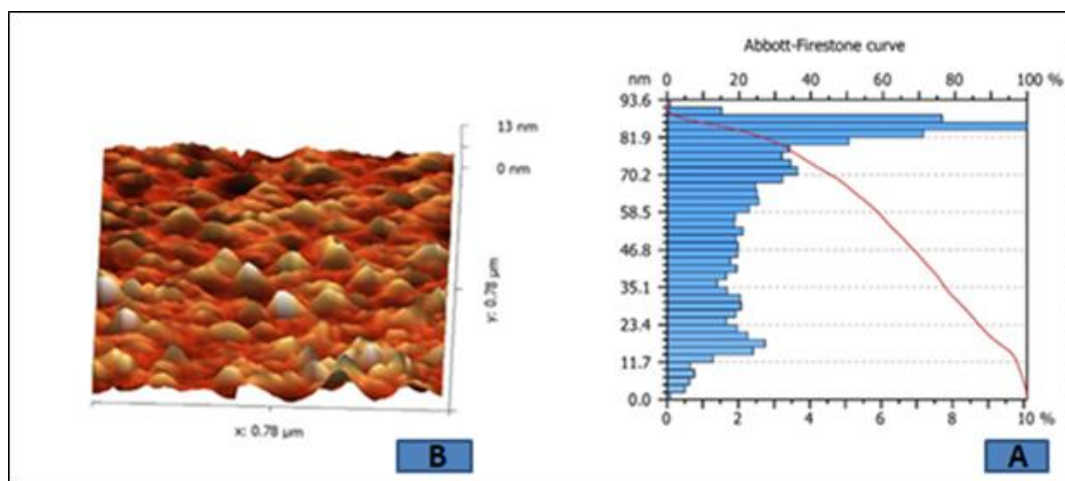 13 nm
0 nm
y: 0.78 µm
x: 0.78 µm
B
Abbott-Firestone curve
nm 0 20 40 60 80 100 %
93.6
81.9
70.2
58.5
46.8
35.1
23.4
11.7
0.0
0 2 4 6 8 10 %
A